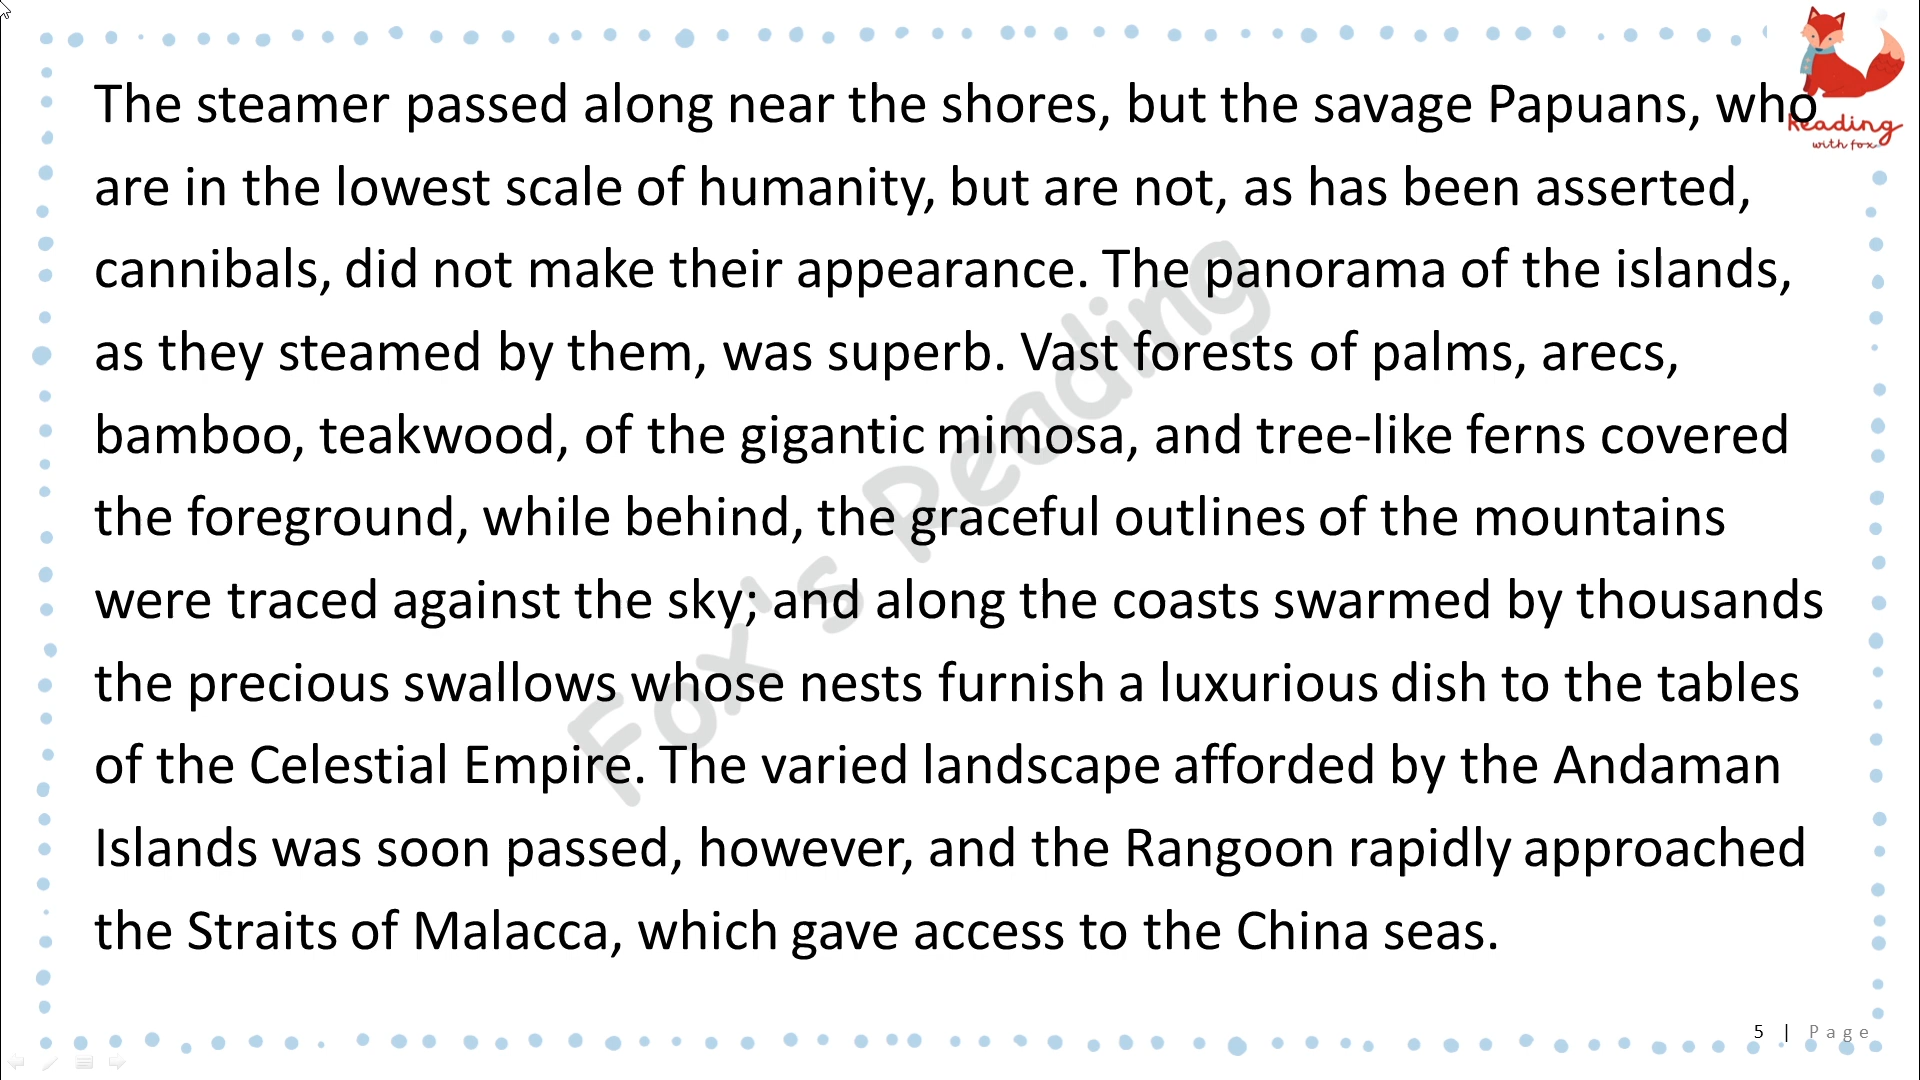 The steamer passed along near the shores, but the savage Papuans, who
are in the lowest scale of humanity, but are not, as has been asserted,
cannibals, did not make their appearance. The panorama of the islands,
as they steamed by them, was superb. Vast forests of palms, arecs,
bamboo, teakwood, of the gigantic mimosa, and tree-like ferns covered
the foreground, while behind, the graceful outlines of the mountains
were traced against the sky; and along the coasts swarmed by thousands
the precious swallows whose nests furnish a luxurious dish to the tables
of the Celestial Empire. The varied landscape afforded by the Andaman
Islands was soon passed, however, and the Rangoon rapidly approached
the Straits of Malacca, which gave access to the China seas.
Reading
with fox
Fox's Reading
5 | Page